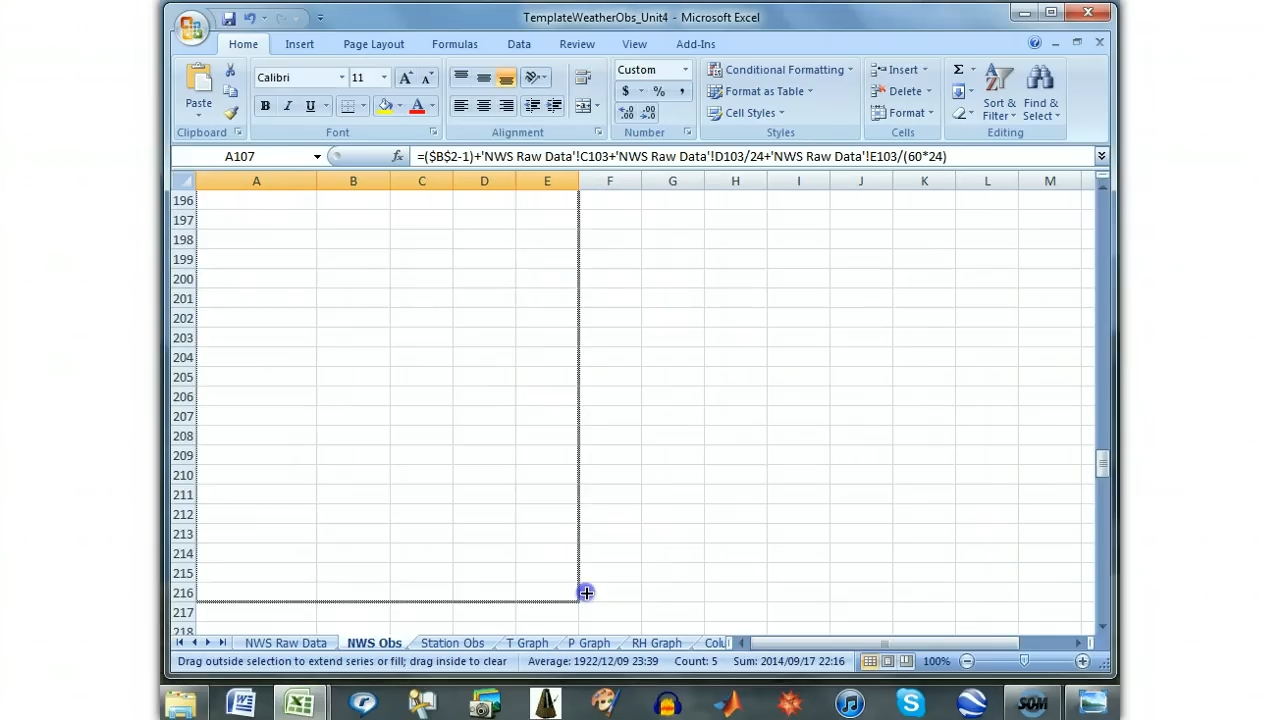 TemplateWeatherObs_Unit4 - Microsoft Excel
Home Insert Page Layout Formulas Data Review View Add-Ins
Paste
Clipboard
Calibri 11
B I U A
Font
Alignment
Custom
$ % ,
Number
Conditional Formatting
Format as Table
Cell Styles
Styles
Insert
Delete
Format
Cells
Σ
Sort & Filter
Find & Select
Editing
A107 fx =($B$2-1)+'NWS Raw Data'!C103+'NWS Raw Data'!D103/24+'NWS Raw Data'!E103/(60*24)
A B C D E F G H I J K L M
196
197
198
199
200
201
202
203
204
205
206
207
208
209
210
211
212
213
214
215
216
217
218
NWS Raw Data NWS Obs Station Obs T Graph P Graph RH Graph Colu
Drag outside selection to extend series or fill; drag inside to clear Average: 1922/12/09 23:39 Count: 5 Sum: 2014/09/17 22:16 100%
SOM